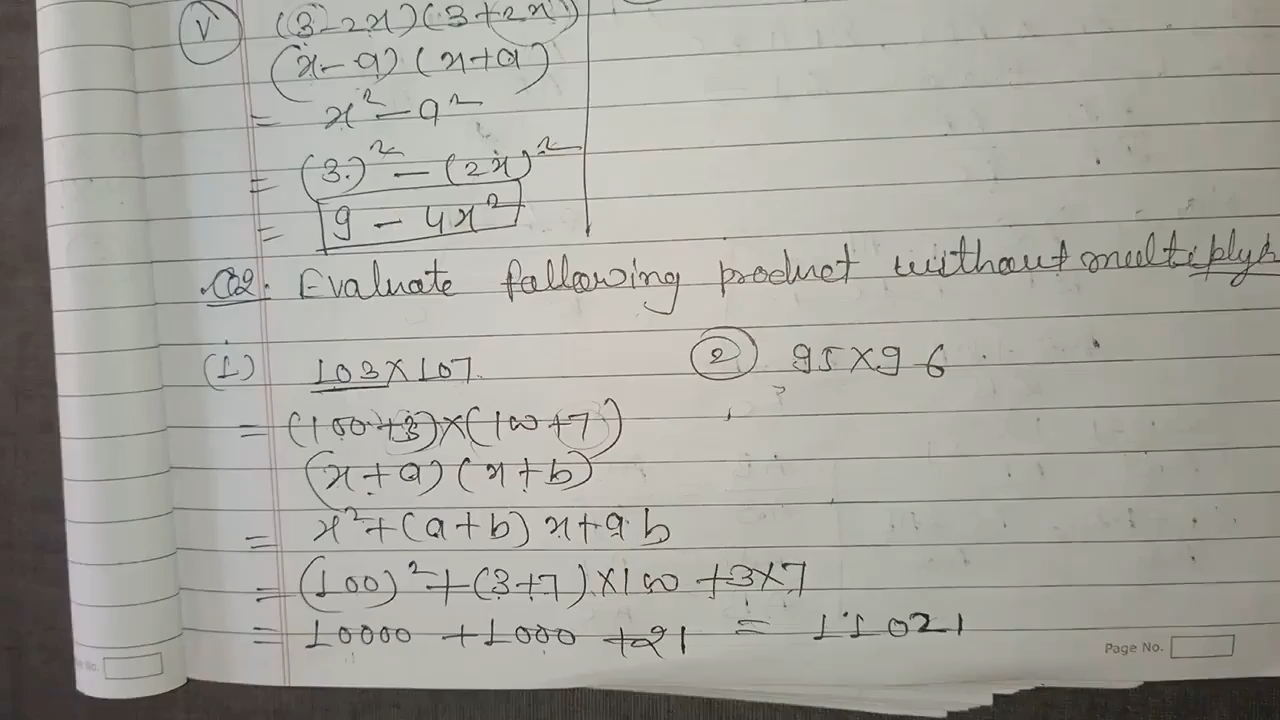 V (3-2x)(3+2x)
(x-a)(x+a)
= x²-a²
= (3)²-(2x)²
= 9-4x²
Q2. Evaluate following product without
(1) 103×107.
= (100+3)×(100+7)
(x+a)(x+b)
= x²+(a+b)x+ab
= (100)²+(3+7)×100+3×7
= 10000+1000+21 = 11021
(2) 95×96
Page No.